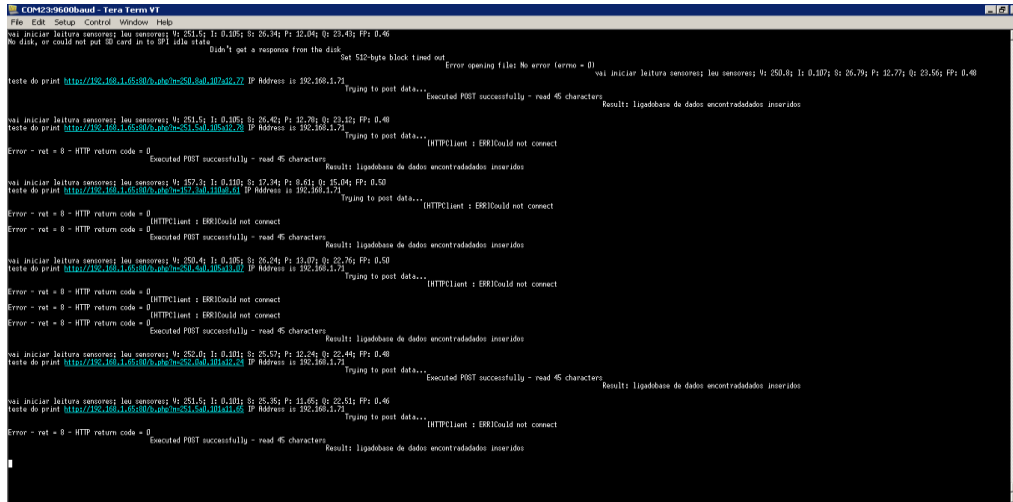 COM23:9600baud - Tera Term VT
File Edit Setup Control Window Help
vai iniciar leitura sensores; leu sensores; V: 251.5; I: 0.105; S: 26.34; P: 12.04; Q: 23.43; FP: 0.46
No disk, or could not put SD card in to SPI idle state
Didn't get a response from the disk
Set 512-byte block timed out
Error opening file: No error (errno = 0)
vai iniciar leitura sensores; leu sensores; V: 250.8; I: 0.107; S: 26.79; P: 12.77; Q: 23.56; FP: 0.48
teste do print http://192.168.1.65:80/b.php?n=250.8a0.107a12.77 IP Address is 192.168.1.71
Trying to post data...
Executed POST successfully - read 45 characters
Result: ligadobase de dados encontradadados inseridos
vai iniciar leitura sensores; leu sensores; V: 251.5; I: 0.105; S: 26.42; P: 12.78; Q: 23.12; FP: 0.48
teste do print http://192.168.1.65:80/b.php?n=251.5a0.105a12.78 IP Address is 192.168.1.71
Trying to post data...
[HTTPClient : ERR]Could not connect
Error - ret = 8 - HTTP return code = 0
Executed POST successfully - read 45 characters
Result: ligadobase de dados encontradadados inseridos
vai iniciar leitura sensores; leu sensores; V: 157.3; I: 0.110; S: 17.34; P: 8.61; Q: 15.04; FP: 0.50
teste do print http://192.168.1.65:80/b.php?n=157.3a0.110a8.61 IP Address is 192.168.1.71
Trying to post data...
[HTTPClient : ERR]Could not connect
Error - ret = 8 - HTTP return code = 0
[HTTPClient : ERR]Could not connect
Error - ret = 8 - HTTP return code = 0
Executed POST successfully - read 45 characters
Result: ligadobase de dados encontradadados inseridos
vai iniciar leitura sensores; leu sensores; V: 250.4; I: 0.105; S: 26.24; P: 13.07; Q: 22.76; FP: 0.50
teste do print http://192.168.1.65:80/b.php?n=250.4a0.105a13.07 IP Address is 192.168.1.71
Trying to post data...
[HTTPClient : ERR]Could not connect
Error - ret = 8 - HTTP return code = 0
[HTTPClient : ERR]Could not connect
Error - ret = 8 - HTTP return code = 0
[HTTPClient : ERR]Could not connect
Error - ret = 8 - HTTP return code = 0
Executed POST successfully - read 45 characters
Result: ligadobase de dados encontradadados inseridos
vai iniciar leitura sensores; leu sensores; V: 252.0; I: 0.101; S: 25.57; P: 12.24; Q: 22.44; FP: 0.48
teste do print http://192.168.1.65:80/b.php?n=252.0a0.101a12.24 IP Address is 192.168.1.71
Trying to post data...
Executed POST successfully - read 45 characters
Result: ligadobase de dados encontradadados inseridos
vai iniciar leitura sensores; leu sensores; V: 251.5; I: 0.101; S: 25.35; P: 11.65; Q: 22.51; FP: 0.46
teste do print http://192.168.1.65:80/b.php?n=251.5a0.101a11.65 IP Address is 192.168.1.71
Trying to post data...
[HTTPClient : ERR]Could not connect
Error - ret = 8 - HTTP return code = 0
Executed POST successfully - read 45 characters
Result: ligadobase de dados encontradadados inseridos